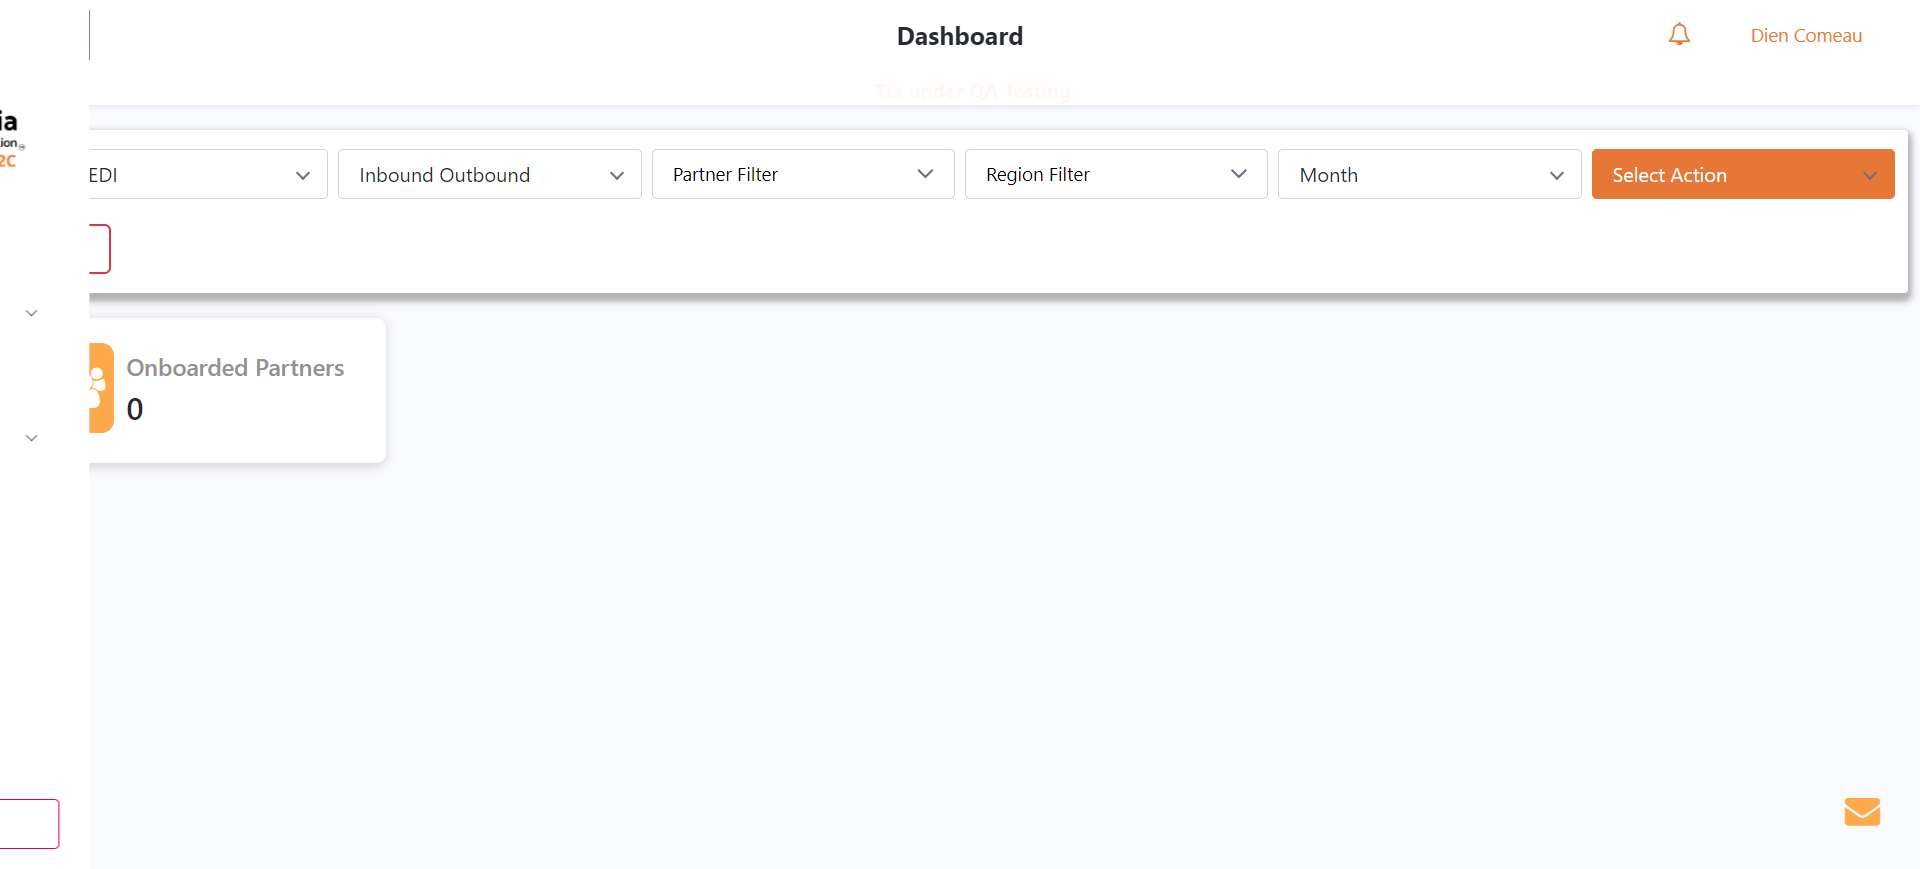 Dashboard
Dien Comeau
Tia under QA Testing
ia
ion
2C
EDI
Inbound Outbound
Partner Filter
Region Filter
Month
Select Action
Onboarded Partners
0